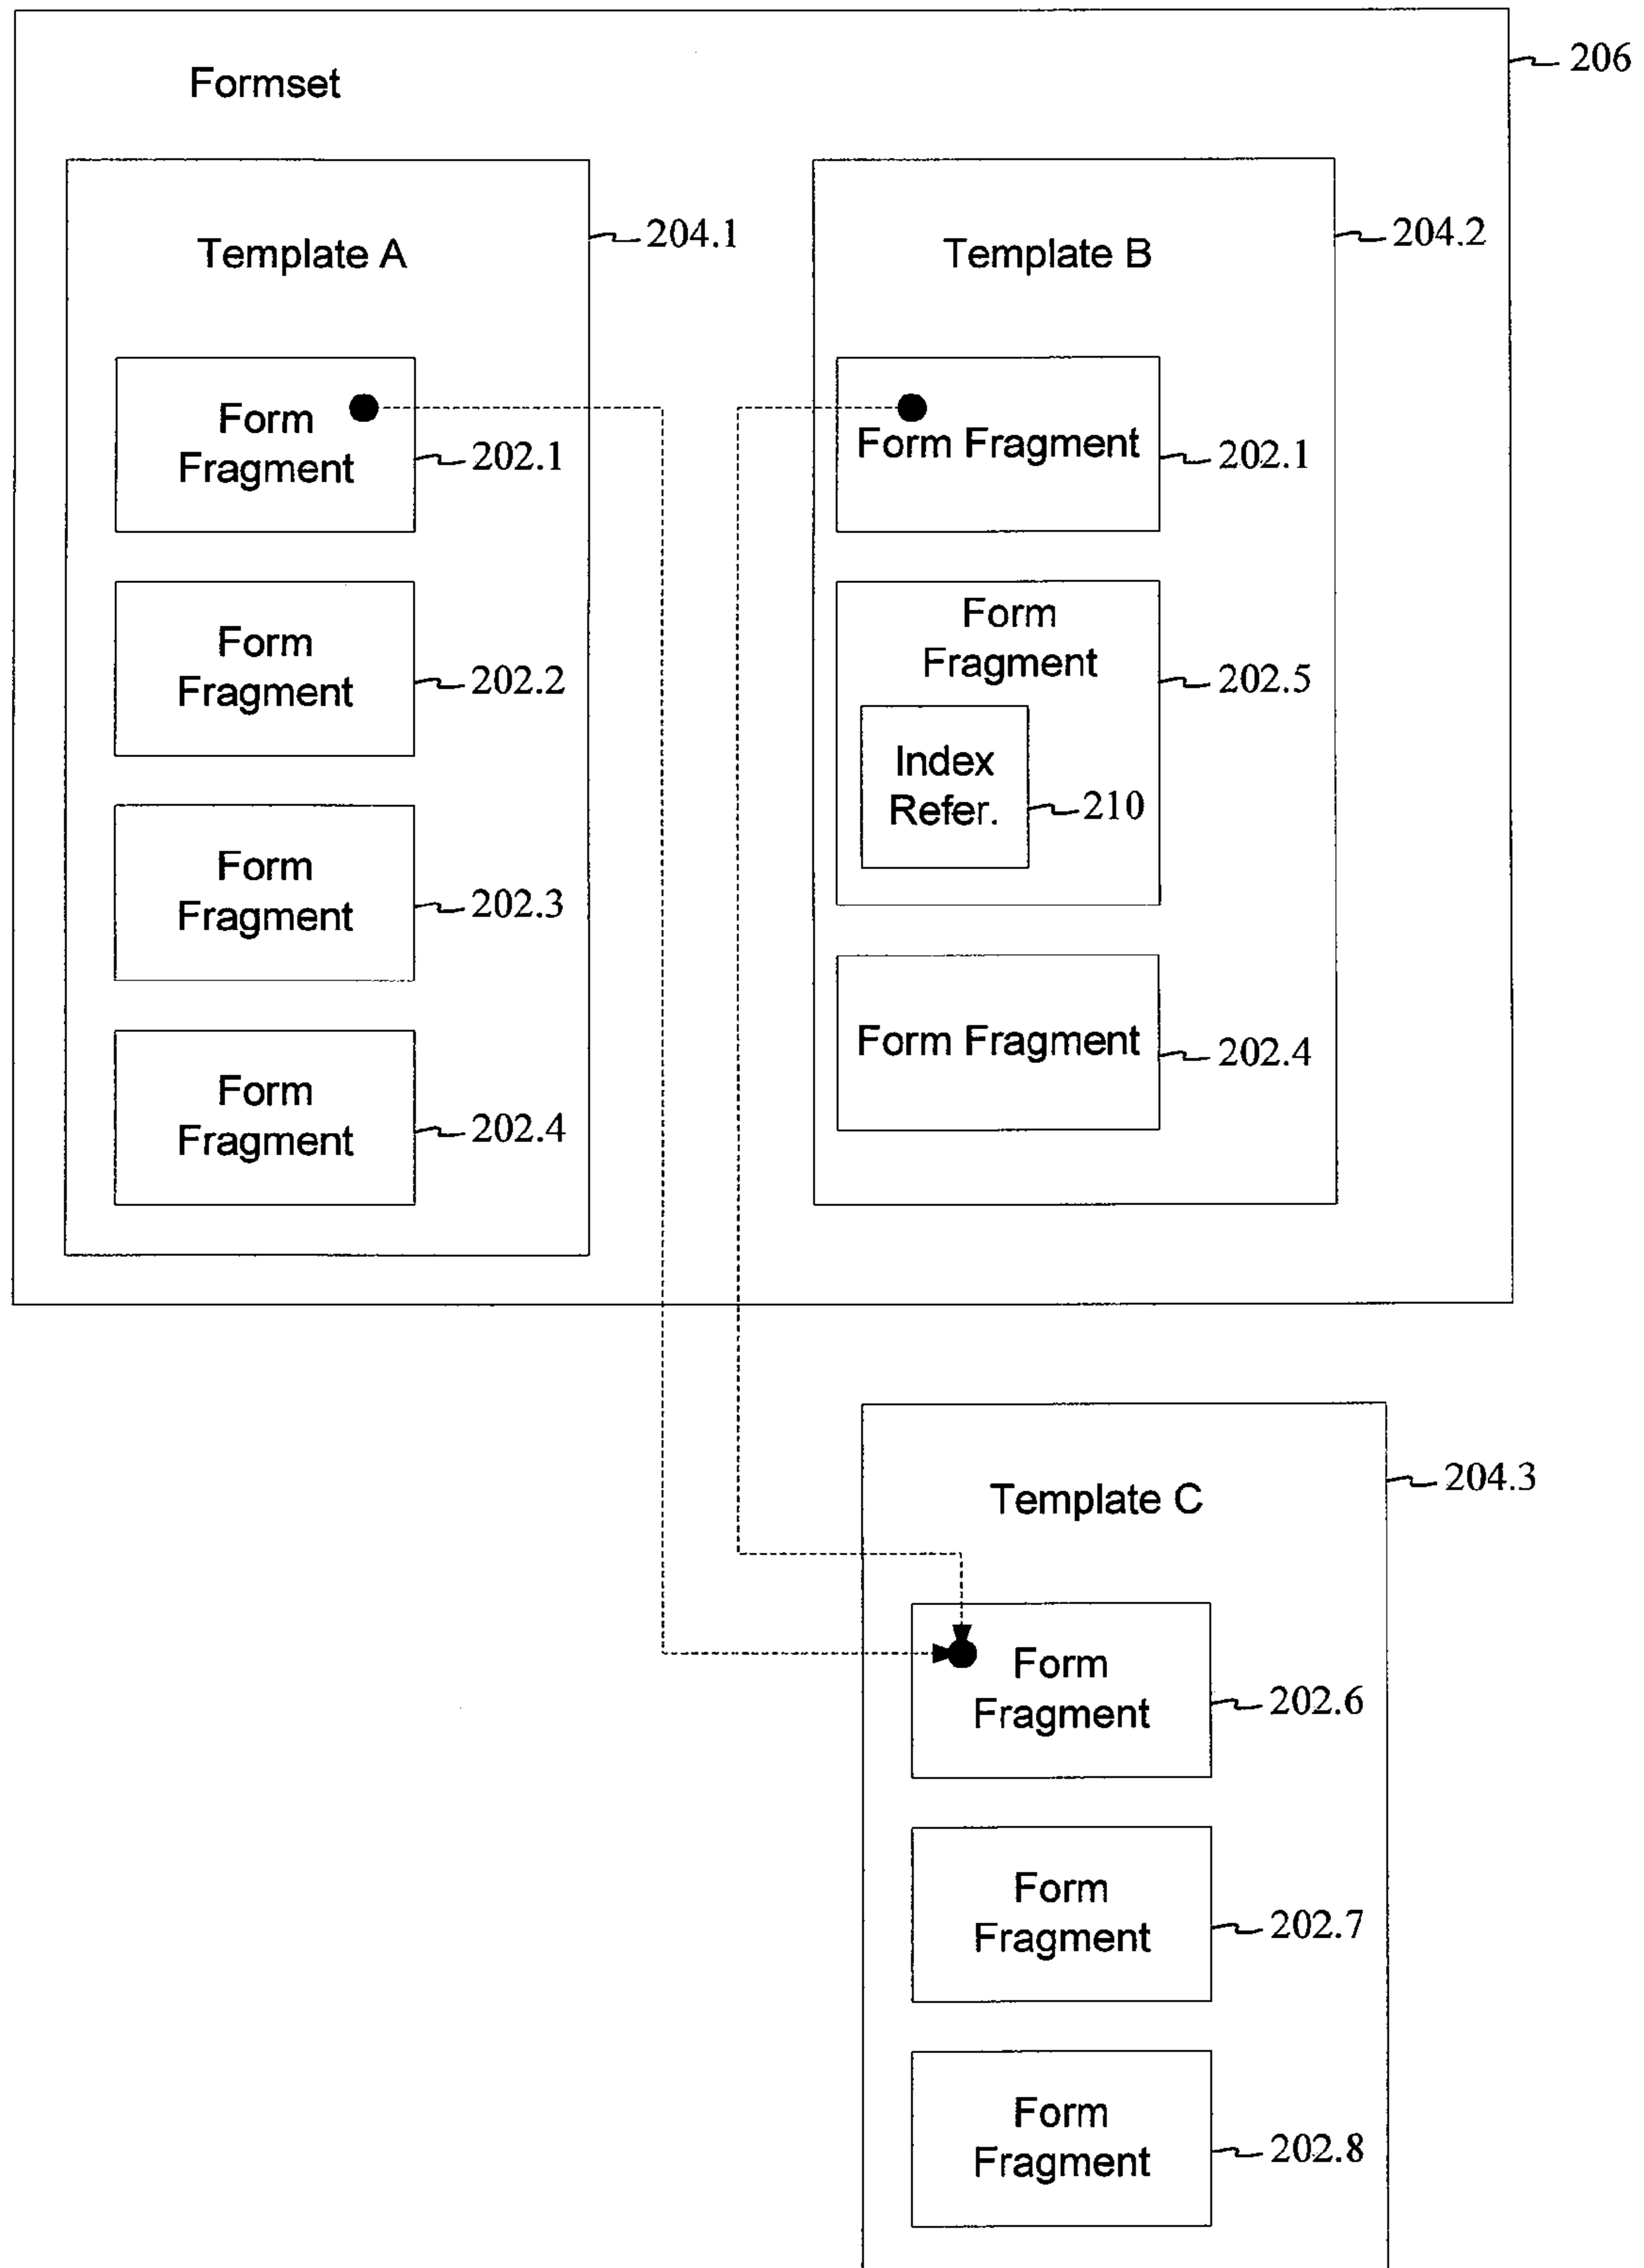 Formset
206
Template A
204.1
Form
Fragment
202.1
Form
Fragment
202.2
Form
Fragment
202.3
Form
Fragment
202.4
Template B
204.2
Form Fragment
202.1
Form
Fragment
202.5
Index
Refer.
210
Form Fragment
202.4
Template C
204.3
Form
Fragment
202.6
Form
Fragment
202.7
Form
Fragment
202.8